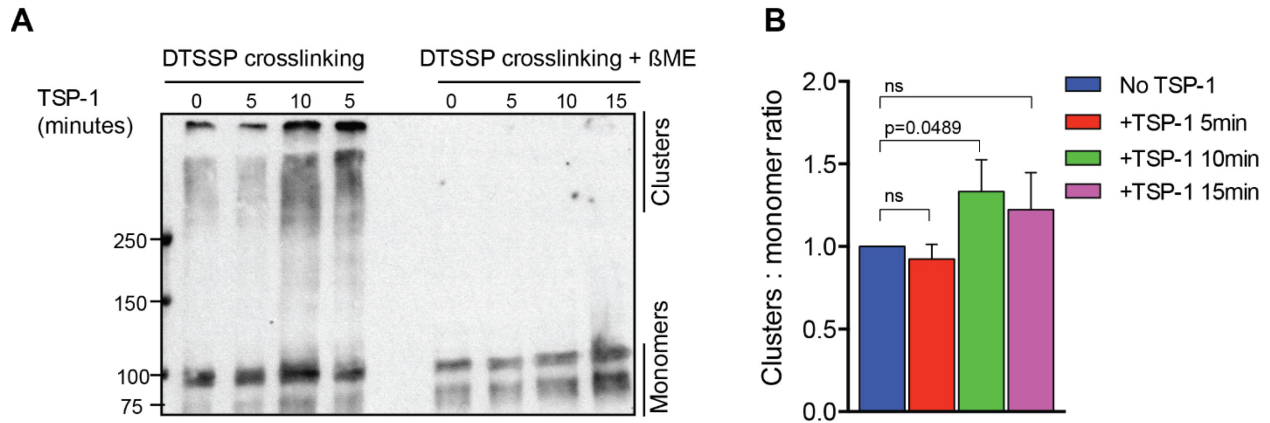 A
DTSSP crosslinking
DTSSP crosslinking + ßME
TSP-1
(minutes)
0 5 10 5
0 5 10 15
250
150
100
75
Clusters
Monomers
B
Clusters : monomer ratio
2.0
1.5
1.0
0.5
0.0
ns
p=0.0489
ns
No TSP-1
+TSP-1 5min
+TSP-1 10min
+TSP-1 15min